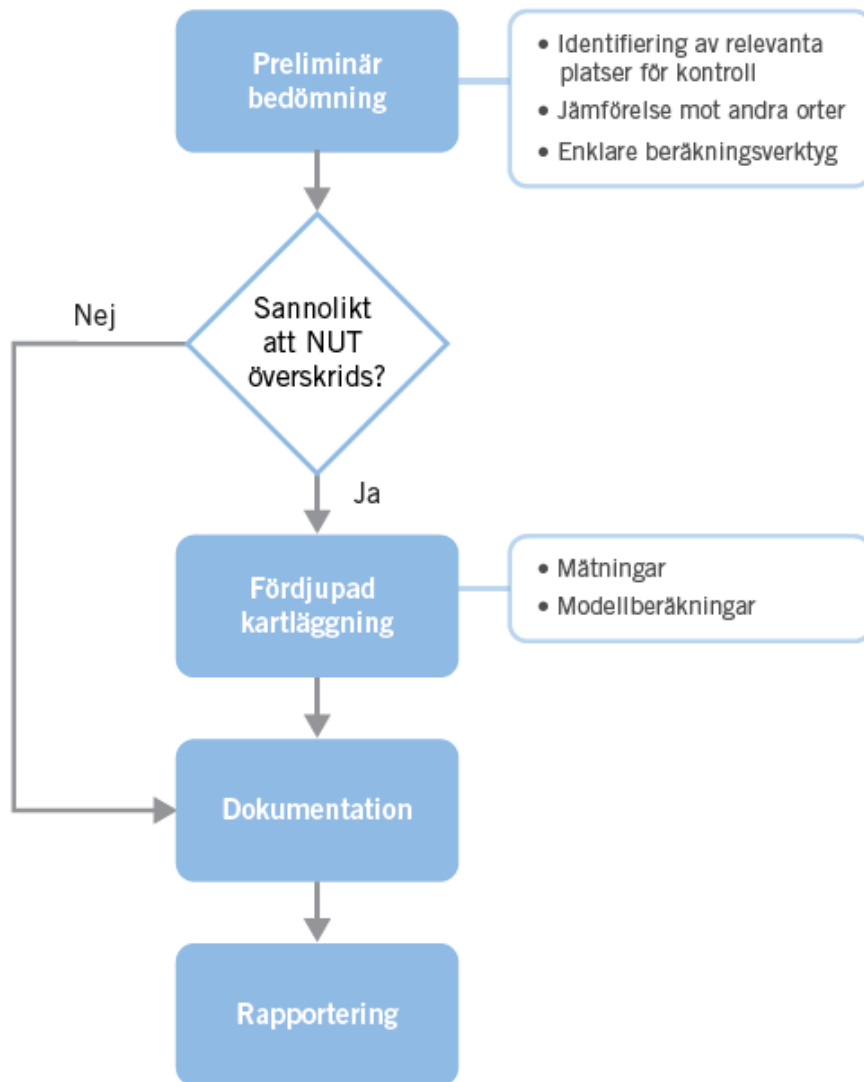 Preliminär
bedömning
• Identifiering av relevanta
platser för kontroll
• Jämförelse mot andra orter
• Enklare beräkningsverktyg
Nej
Sannolikt
att NUT
överskrids?
Ja
Fördjupad
kartläggning
• Mätningar
• Modellberäkningar
Dokumentation
Rapportering